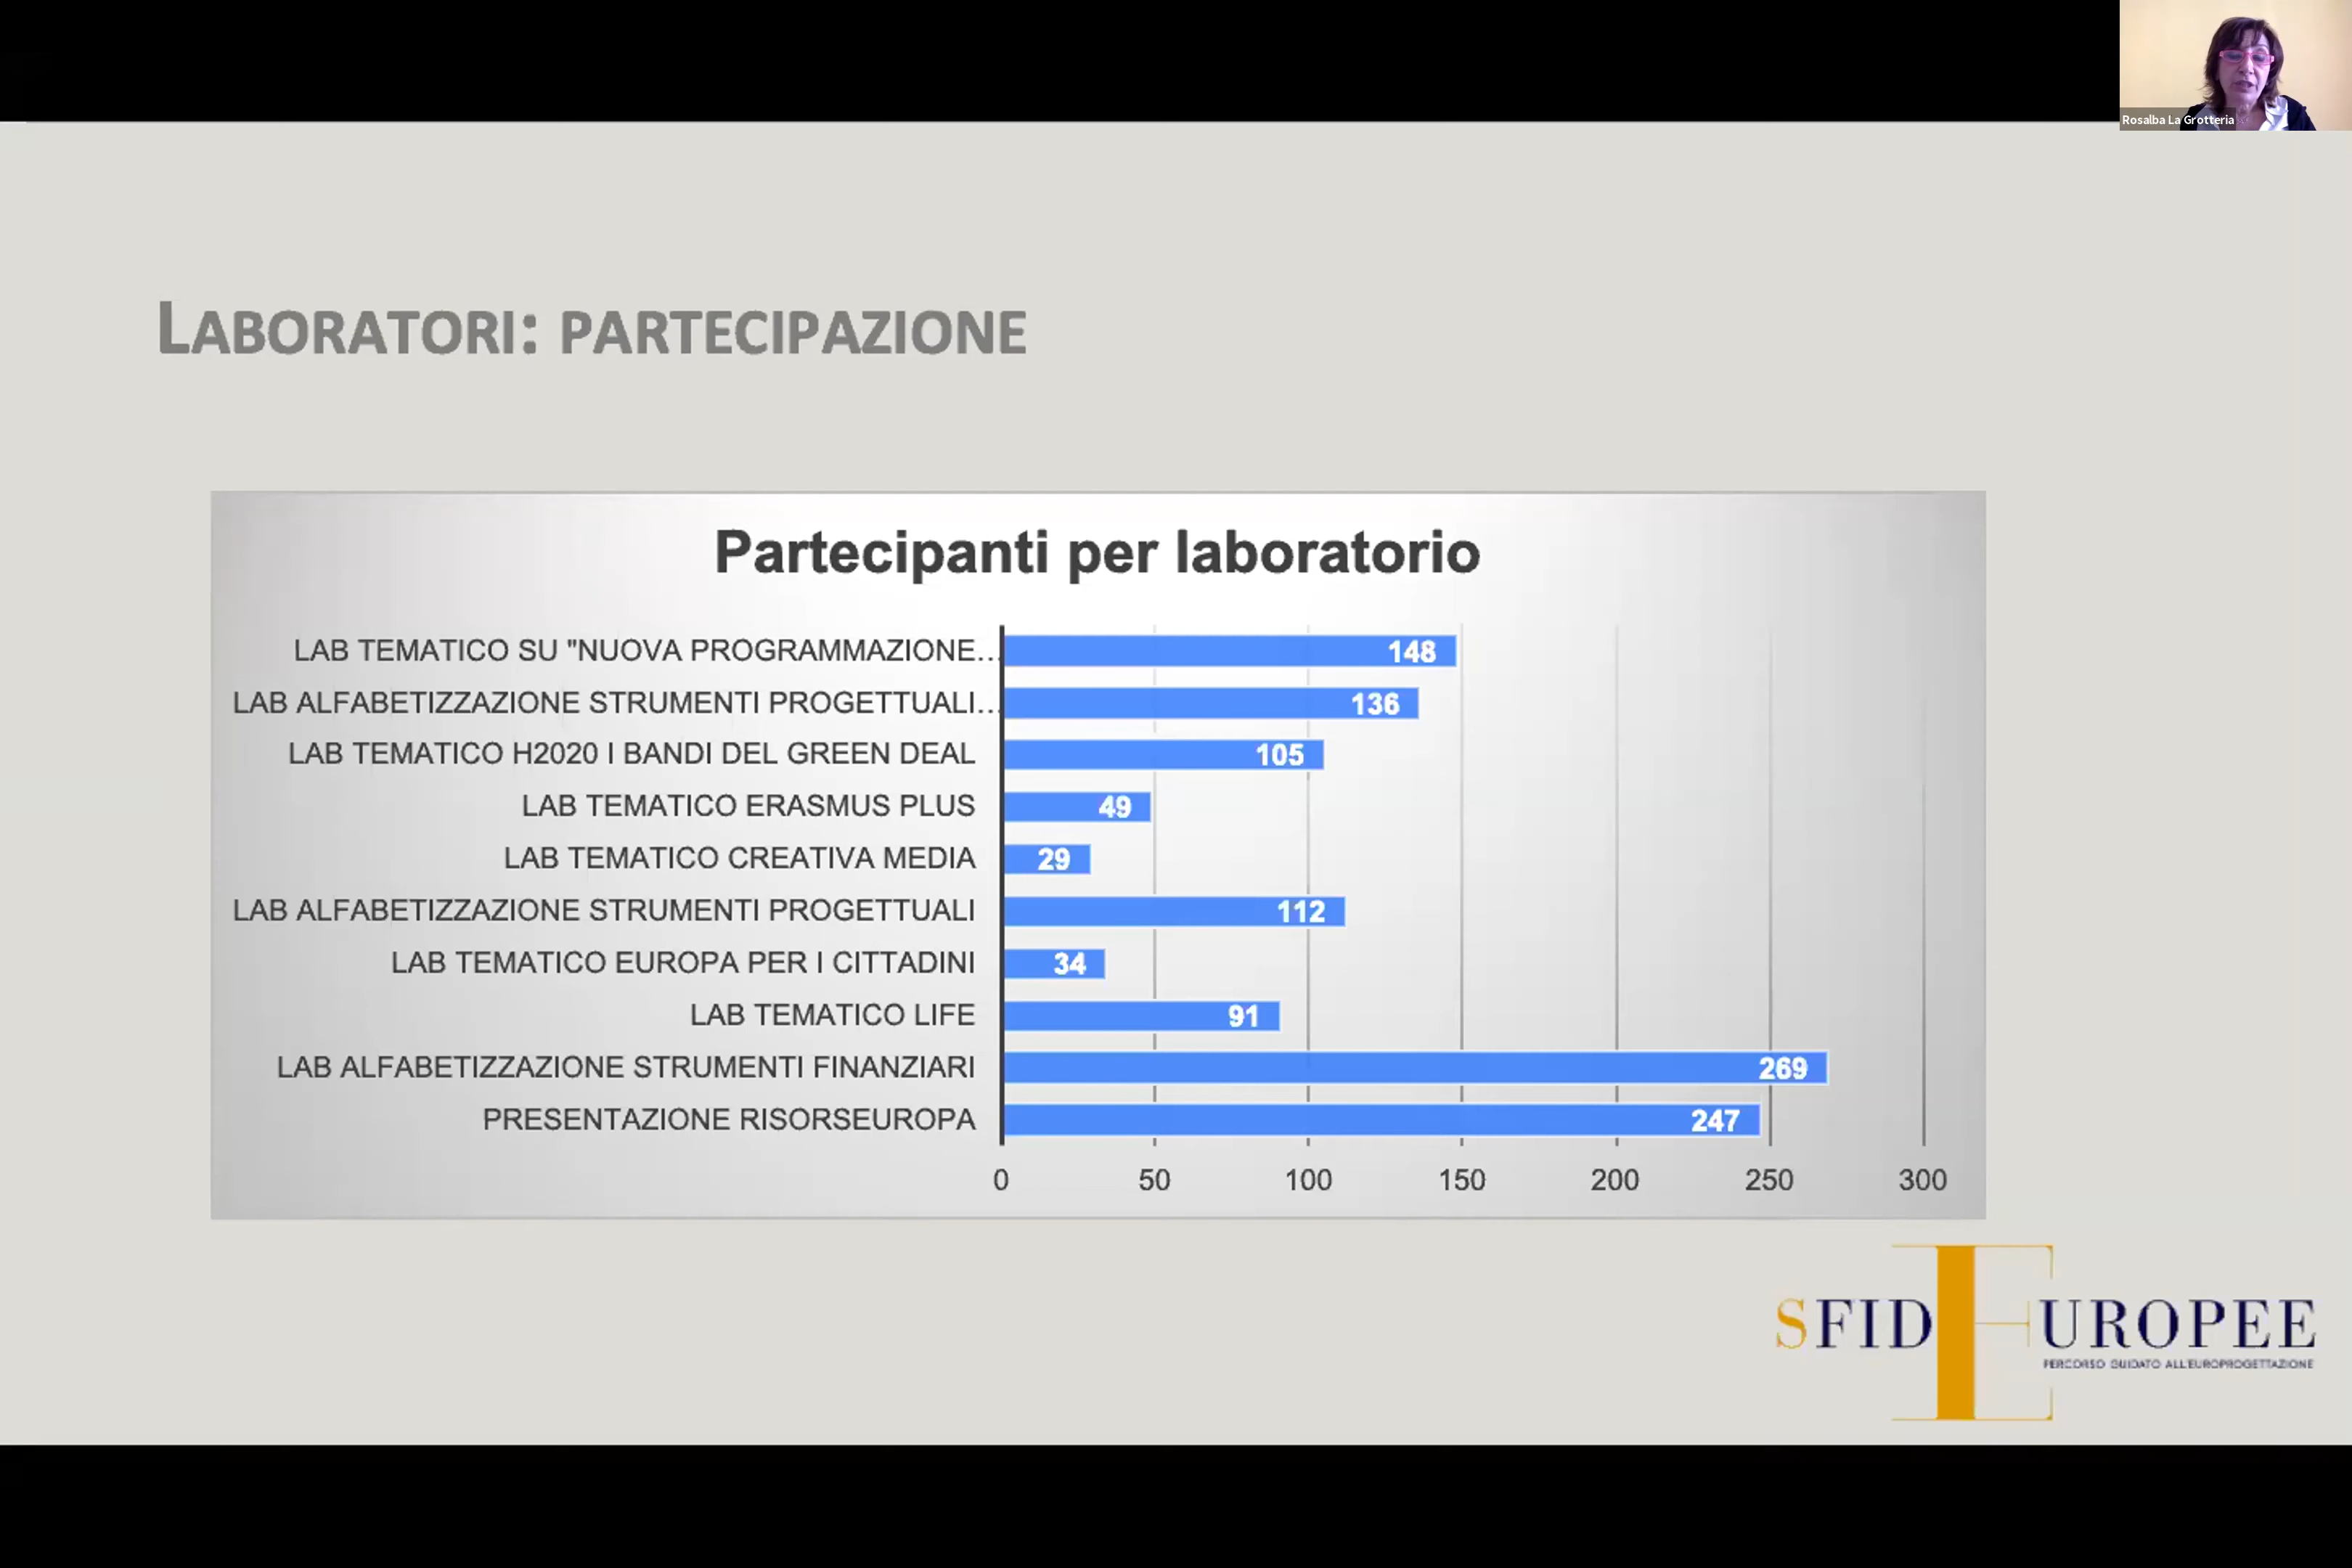 Rosalba La Grotteria
LABORATORI: PARTECIPAZIONE
Partecipanti per laboratorio
LAB TEMATICO SU "NUOVA PROGRAMMAZIONE... 148
LAB ALFABETIZZAZIONE STRUMENTI PROGETTUALI... 136
LAB TEMATICO H2020 I BANDI DEL GREEN DEAL 105
LAB TEMATICO ERASMUS PLUS 49
LAB TEMATICO CREATIVA MEDIA 29
LAB ALFABETIZZAZIONE STRUMENTI PROGETTUALI 112
LAB TEMATICO EUROPA PER I CITTADINI 34
LAB TEMATICO LIFE 91
LAB ALFABETIZZAZIONE STRUMENTI FINANZIARI 269
PRESENTAZIONE RISORSEUROPA 247
0 50 100 150 200 250 300
SFIDEUROPEE
PERCORSO GUIDATO ALL'EUROPROGETTAZIONE